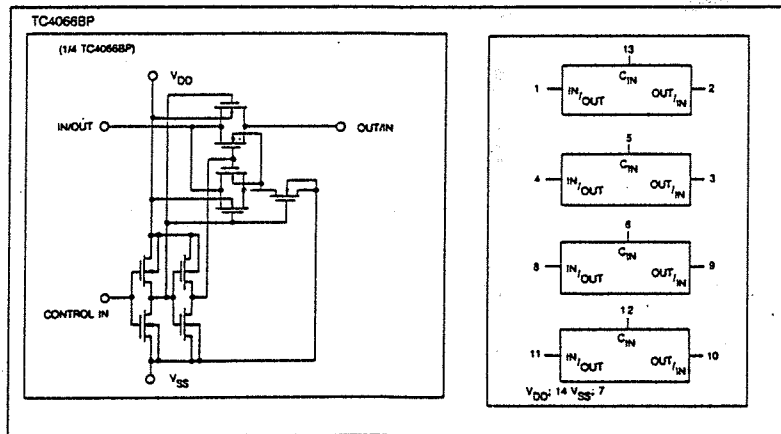 TC4066BP
(1/4 TC4066BP)
VDD
IN/OUT
OUT/IN
CONTROL IN
VSS
13
CIN
1
IN/OUT
OUT/IN
2
5
CIN
4
IN/OUT
OUT/IN
3
6
CIN
8
IN/OUT
OUT/IN
9
12
CIN
11
IN/OUT
OUT/IN
10
VDD; 14 VSS; 7